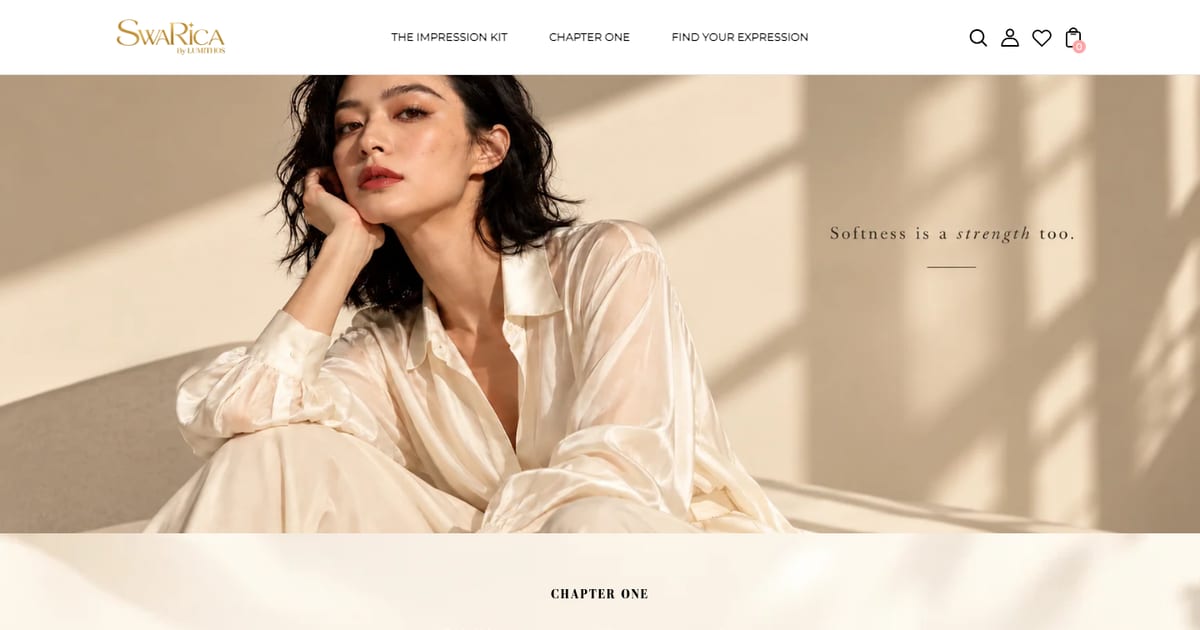 SWARICA
By LUMITHOS
THE IMPRESSION KIT
CHAPTER ONE
FIND YOUR EXPRESSION
0
Softness is a strength too.
CHAPTER ONE